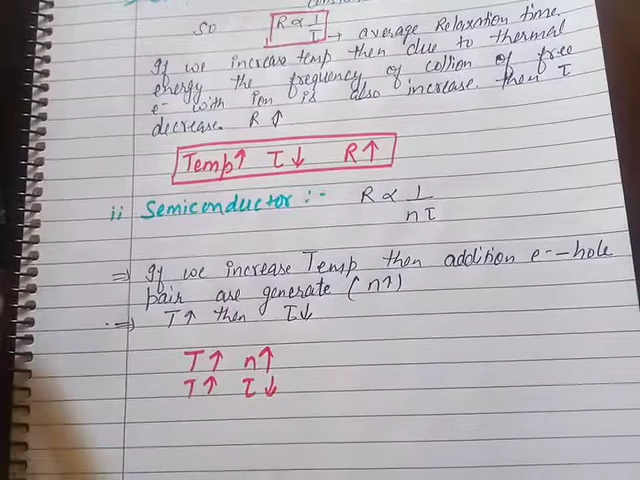 so R ∝ 1/τ → average Relaxation time.
If we increase temp then due to thermal
energy the frequency of collion of free
e⁻ with ion is also increase. then τ
decrease. R ↑
Temp↑ τ↓ R↑
ii Semiconductor :- R ∝ 1/nτ
⇒ If we increase Temp then addition e⁻-hole
pair are generate (n↑)
⇒ T↑ then τ↓
T↑ n↑
T↑ τ↓